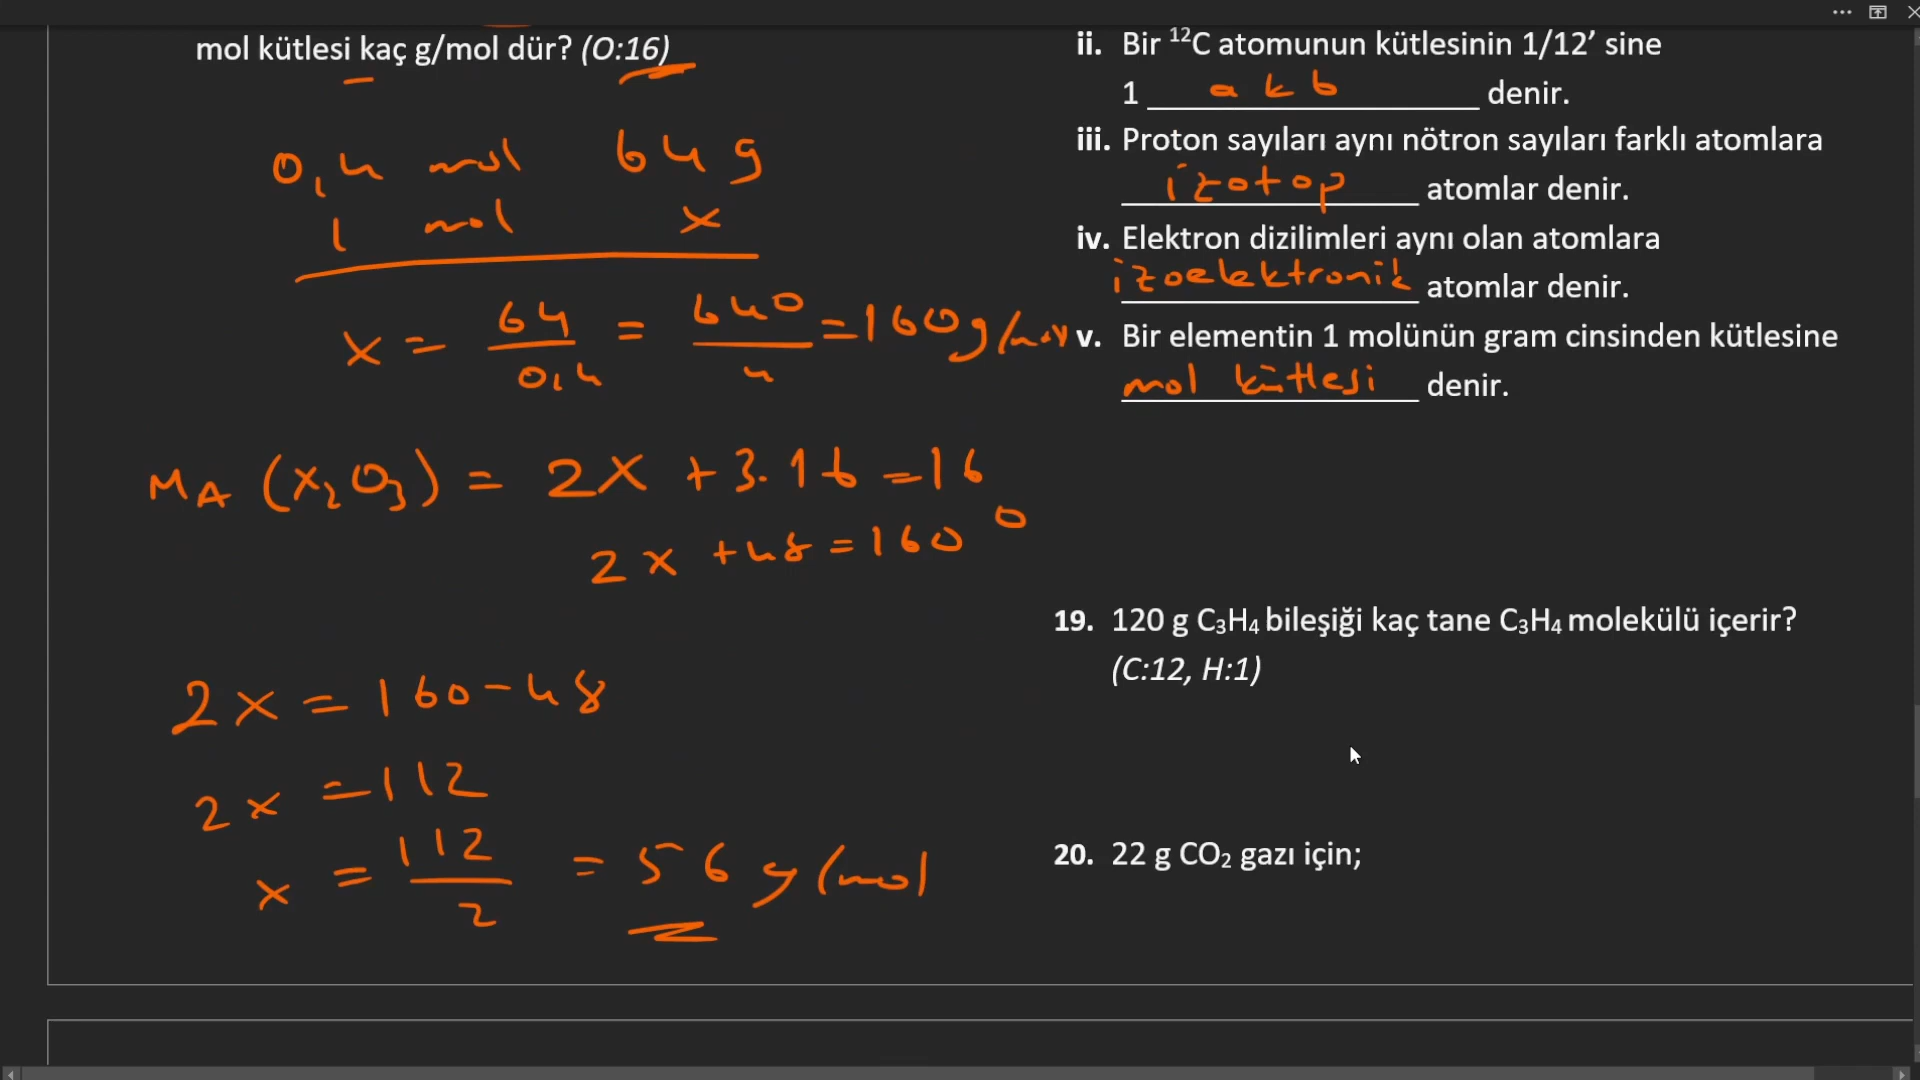 mol kütlesi kaç g/mol dür? (O:16)
0,4 mol 64 g
1 mol x
x = 64/0,4 = 640/4 = 160 g/mol
MA (X₂O₃) = 2X + 3.16 = 160
2x + 48 = 160
2x = 160 - 48
2x = 112
x = 112/2 = 56 g/mol
ii. Bir ¹²C atomunun kütlesinin 1/12’ sine
1 akb denir.
iii. Proton sayıları aynı nötron sayıları farklı atomlara
izotop atomlar denir.
iv. Elektron dizilimleri aynı olan atomlara
izoelektronik atomlar denir.
v. Bir elementin 1 molünün gram cinsinden kütlesine
mol kütlesi denir.
19. 120 g C₃H₄ bileşiği kaç tane C₃H₄ molekülü içerir?
(C:12, H:1)
20. 22 g CO₂ gazı için;